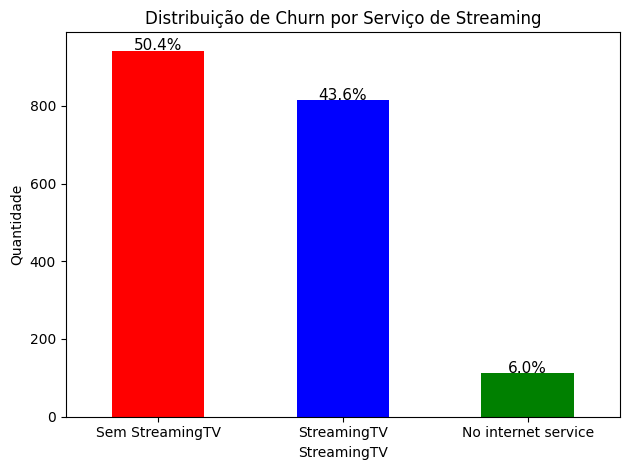 Distribuição de Churn por Serviço de Streaming
50.4%
43.6%
6.0%
800
600
400
200
0
Quantidade
Sem StreamingTV
StreamingTV
No internet service
StreamingTV